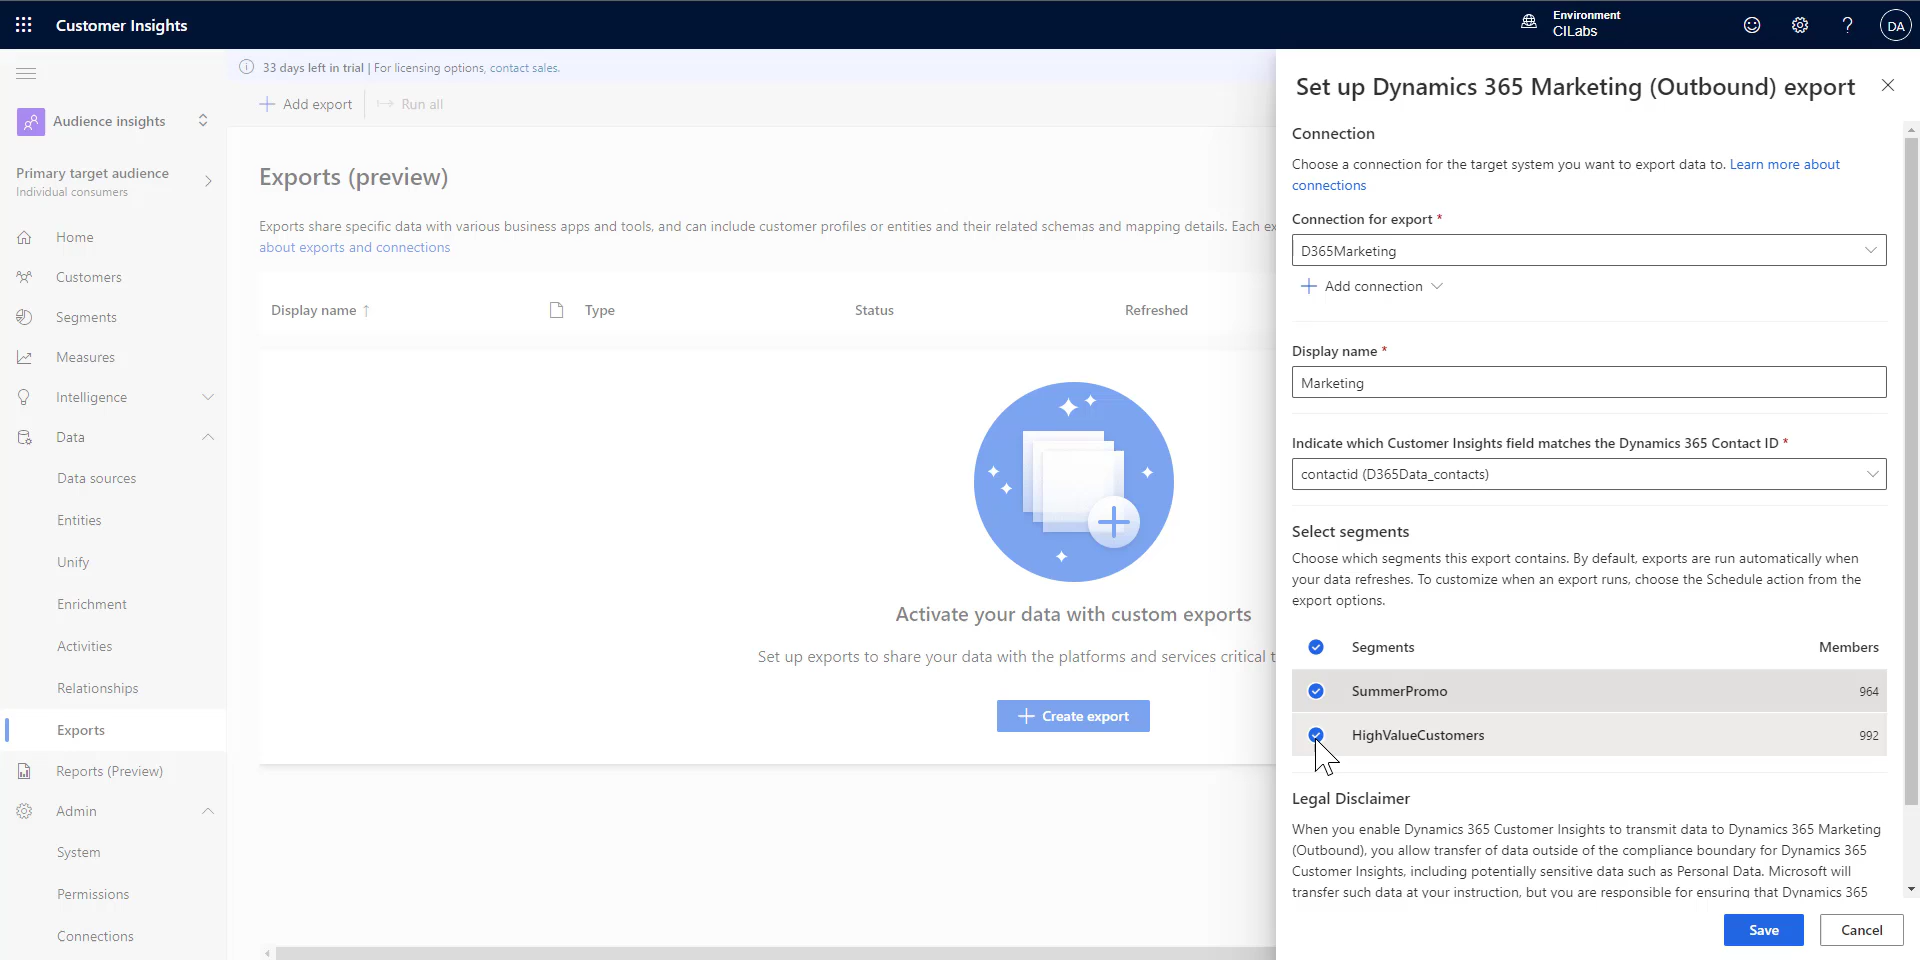 Customer Insights
Environment
CILabs
?
DA
33 days left in trial | For licensing options, contact sales.
Add export
Run all
Audience insights
Primary target audience
Individual consumers
Home
Customers
Segments
Measures
Intelligence
Data
Data sources
Entities
Unify
Enrichment
Activities
Relationships
Exports
Reports (Preview)
Admin
System
Permissions
Connections
Exports (preview)
Exports share specific data with various business apps and tools, and can include customer profiles or entities and their related schemas and mapping details. Each ex
about exports and connections
Display name ↑
Type
Status
Refreshed
Activate your data with custom exports
Set up exports to share your data with the platforms and services critical t
Create export
Set up Dynamics 365 Marketing (Outbound) export
Connection
Choose a connection for the target system you want to export data to. Learn more about
connections
Connection for export *
D365Marketing
Add connection
Display name *
Marketing
Indicate which Customer Insights field matches the Dynamics 365 Contact ID *
contactid (D365Data_contacts)
Select segments
Choose which segments this export contains. By default, exports are run automatically when
your data refreshes. To customize when an export runs, choose the Schedule action from the
export options.
Segments Members
SummerPromo 964
HighValueCustomers 992
Legal Disclaimer
When you enable Dynamics 365 Customer Insights to transmit data to Dynamics 365 Marketing
(Outbound), you allow transfer of data outside of the compliance boundary for Dynamics 365
Customer Insights, including potentially sensitive data such as Personal Data. Microsoft will
transfer such data at your instruction, but you are responsible for ensuring that Dynamics 365
Save
Cancel